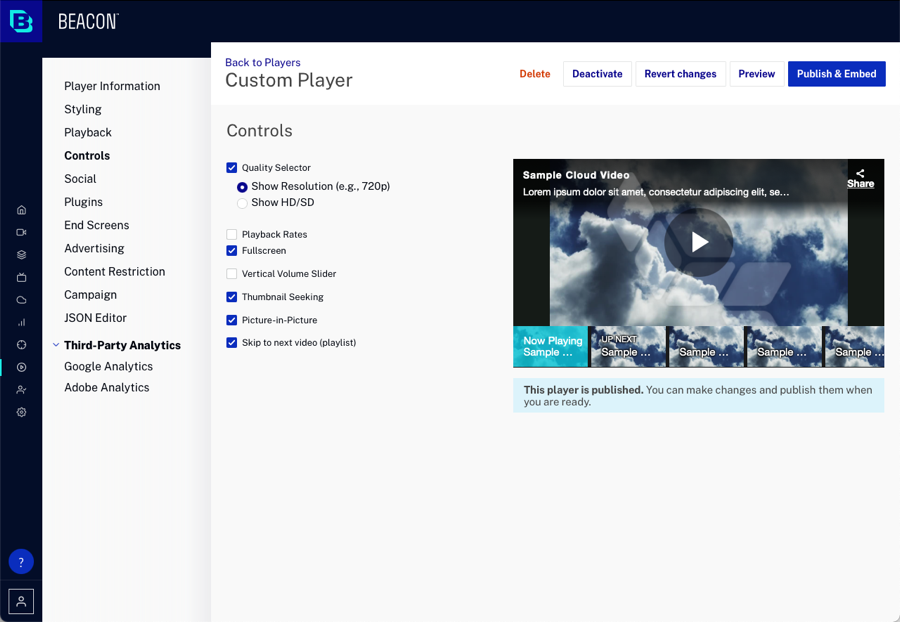 BEACON
Player Information
Styling
Playback
Controls
Social
Plugins
End Screens
Advertising
Content Restriction
Campaign
JSON Editor
Third-Party Analytics
Google Analytics
Adobe Analytics
?
Back to Players
Custom Player
Delete
Deactivate
Revert changes
Preview
Publish & Embed
Controls
Quality Selector
Show Resolution (e.g., 720p)
Show HD/SD
Playback Rates
Fullscreen
Vertical Volume Slider
Thumbnail Seeking
Picture-in-Picture
Skip to next video (playlist)
Sample Cloud Video
Lorem ipsum dolor sit amet, consectetur adipiscing elit, se...
Share
Now Playing
Sample ...
UP NEXT
Sample ...
Sample ...
Sample ...
Sample ...
This player is published. You can make changes and publish them when
you are ready.